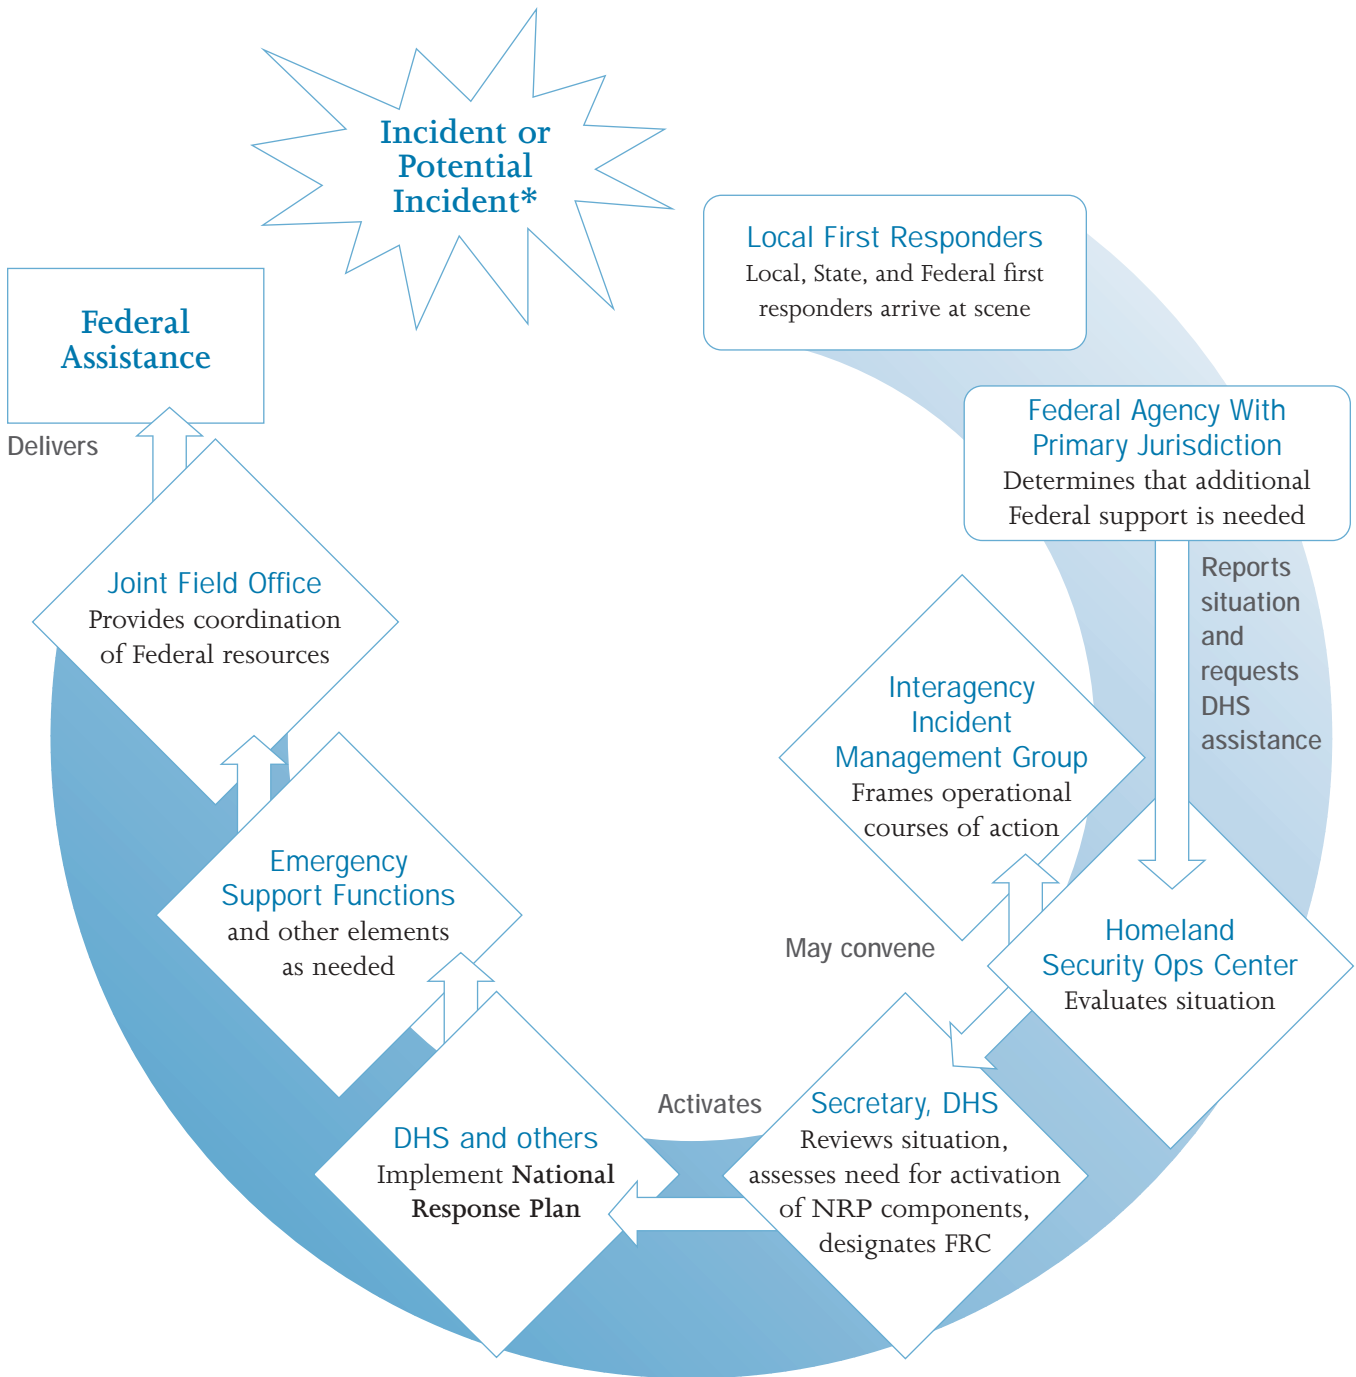 Incident or
Potential
Incident*
Local First Responders
Local, State, and Federal first
responders arrive at scene
Federal
Assistance
Delivers
Federal Agency With
Primary Jurisdiction
Determines that additional
Federal support is needed
Reports
situation
and
requests
DHS
assistance
Joint Field Office
Provides coordination
of Federal resources
Interagency
Incident
Management Group
Frames operational
courses of action
Emergency
Support Functions
and other elements
as needed
May convene
Homeland
Security Ops Center
Evaluates situation
Activates
Secretary, DHS
Reviews situation,
assesses need for activation
of NRP components,
designates FRC
DHS and others
Implement National
Response Plan